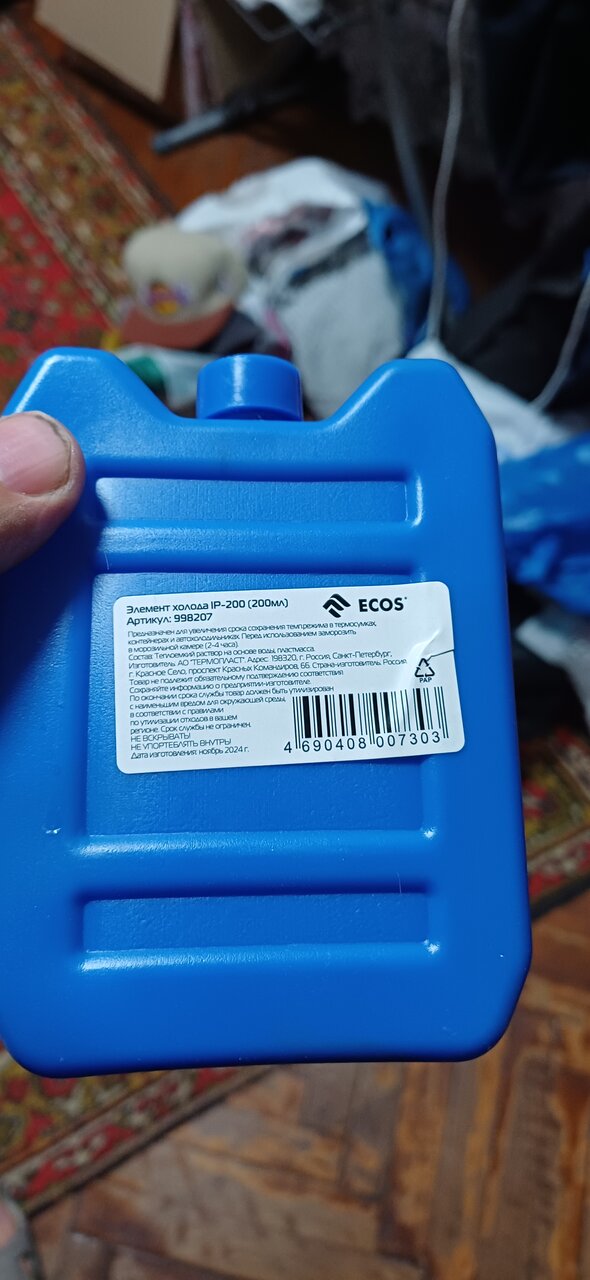 Элемент холода IP-200 (200мл)
ECOS
Артикул: 998207
Предназначен для увеличения срока сохранения темпрежима в термосумках,
контейнерах и автохолодильниках. Перед использованием заморозить
в морозильной камере (2-4 часа)
Состав: Теплоемкий раствор на основе воды, пластмасса.
Изготовитель: АО "ТЕРМОПЛАСТ". Адрес: 198320, г. Россия, Санкт-Петербург,
г. Красное Село, проспект Красных Командиров, 66. Страна-изготовитель: Россия
Товар не подлежит обязательному подтверждению соответствия
Сохраняйте информацию о предприятии-изготовителе.
По окончании срока службы товар должен быть утилизирован
с наименьшим вредом для окружающей среды,
в соответствии с правилами
по утилизации отходов в вашем
регионе. Срок службы не ограничен.
НЕ ВСКРЫВАТЬ!
НЕ УПОРТЕБЛЯТЬ ВНУТРЬ!
Дата изготовления: ноябрь 2024 г.
PAP
4 690408 007303